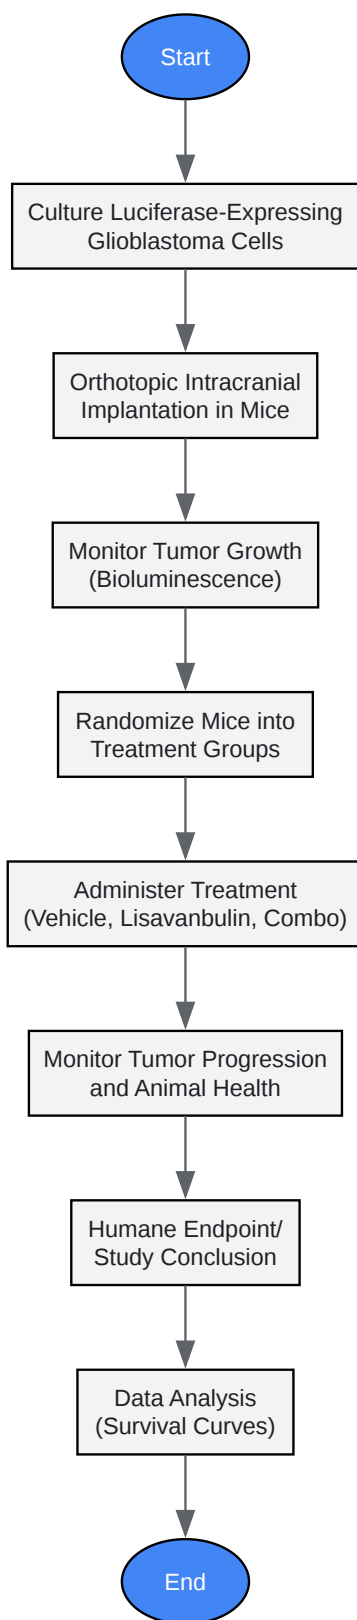 Start
Culture Luciferase-Expressing
Glioblastoma Cells
Orthotopic Intracranial
Implantation in Mice
Monitor Tumor Growth
(Bioluminescence)
Randomize Mice into
Treatment Groups
Administer Treatment
(Vehicle, Lisavanbulin, Combo)
Monitor Tumor Progression
and Animal Health
Humane Endpoint/
Study Conclusion
Data Analysis
(Survival Curves)
End